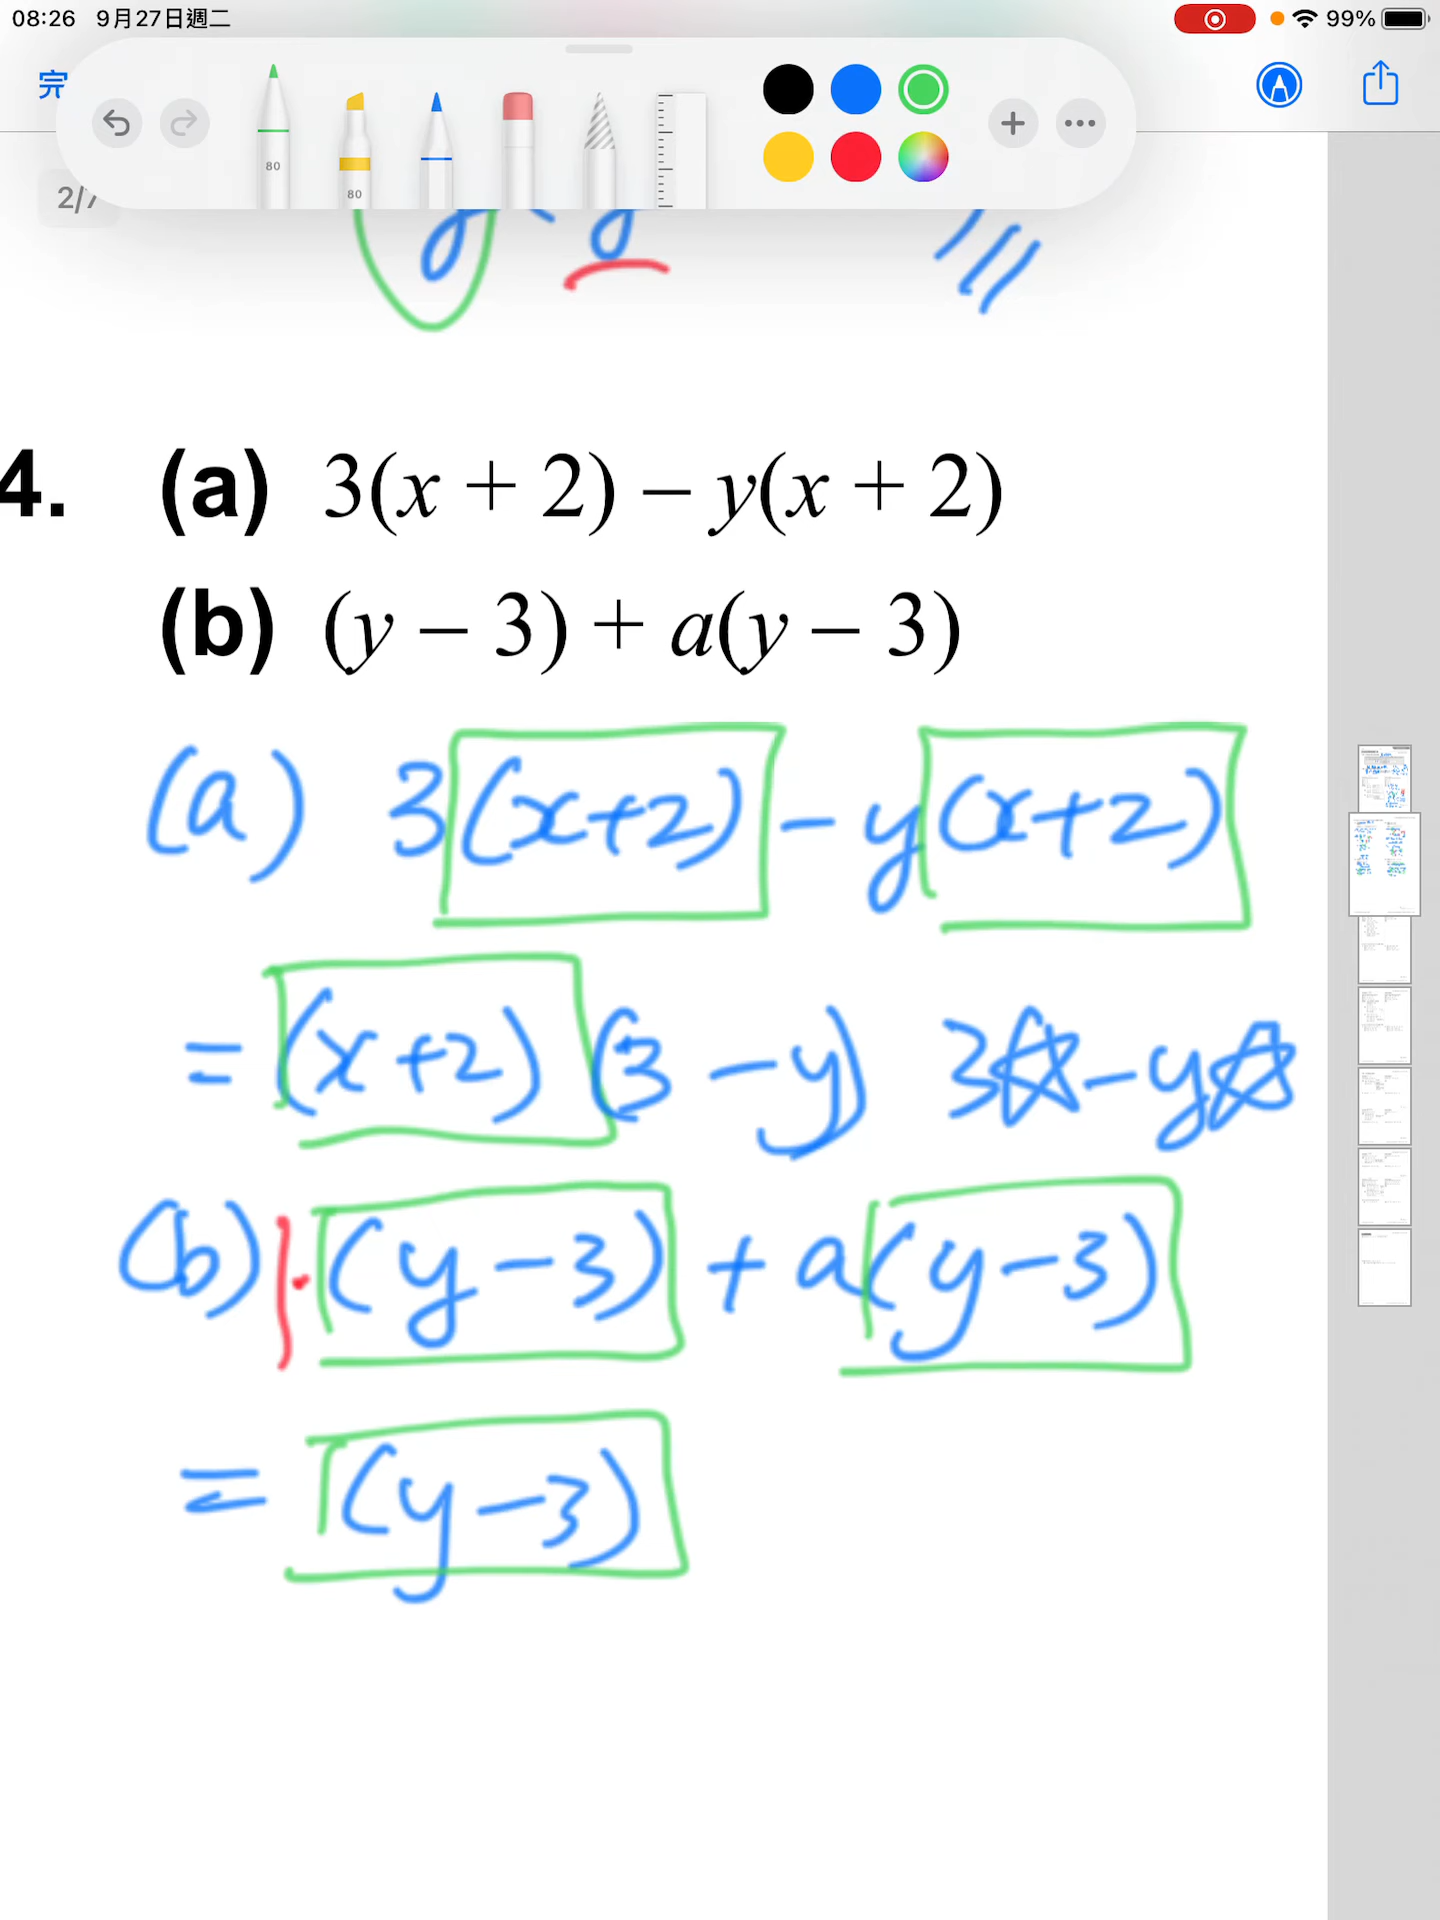 08:26 9月27日週二 99%
完
80 80
2/7
4. (a) 3(x + 2) – y(x + 2)
(b) (y – 3) + a(y – 3)
(a) 3(x+2) - y(x+2)
= (x+2)(3-y) 3☆-y☆
(b) 1·(y-3) + a(y-3)
= (y-3)